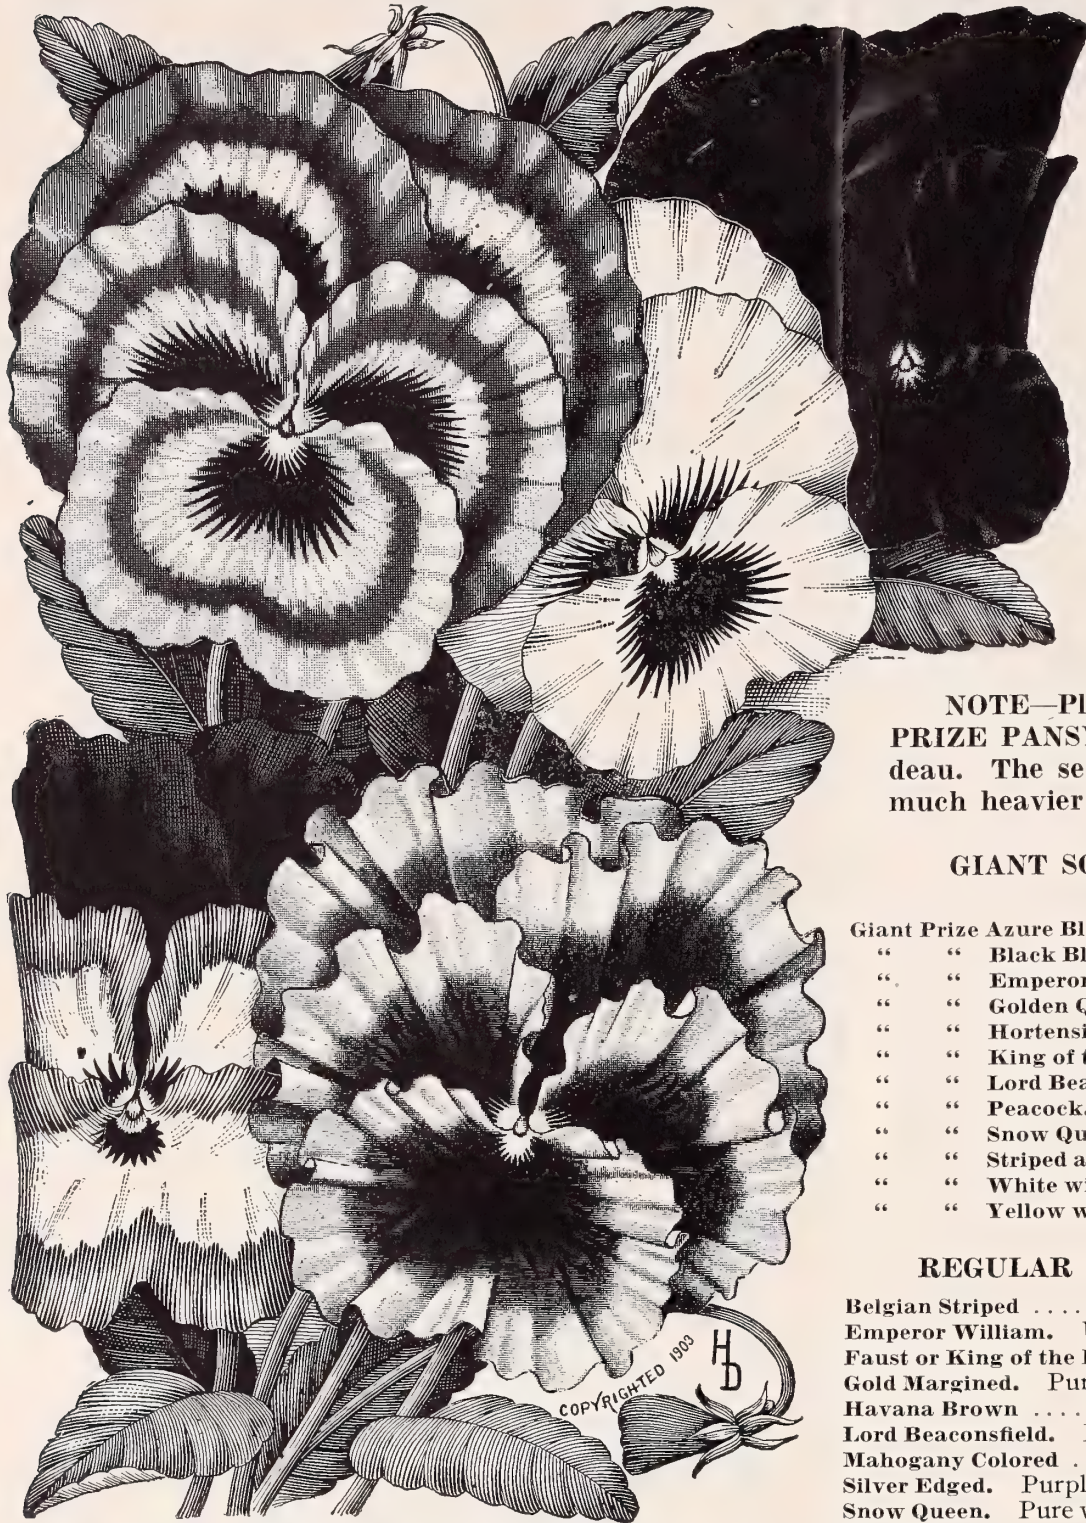 NOTE—Pl
PRIZE PANSY
deau. The se
much heavier
GIANT SO
Giant Prize Azure Bl
“ “ Black Bl
“ “ Emperor
“ “ Golden Q
“ “ Hortensi
“ “ King of t
“ “ Lord Bea
“ “ Peacock.
“ “ Snow Qu
“ “ Striped a
“ “ White wi
“ “ Yellow w
REGULAR
Belgian Striped ....
Emperor William.
Faust or King of the
Gold Margined. Pur
Havana Brown ....
Lord Beaconsfield.
Mahogany Colored .
Silver Edged. Purpl
Snow Queen. Pure w
COPYRIGHTED 1903
HD